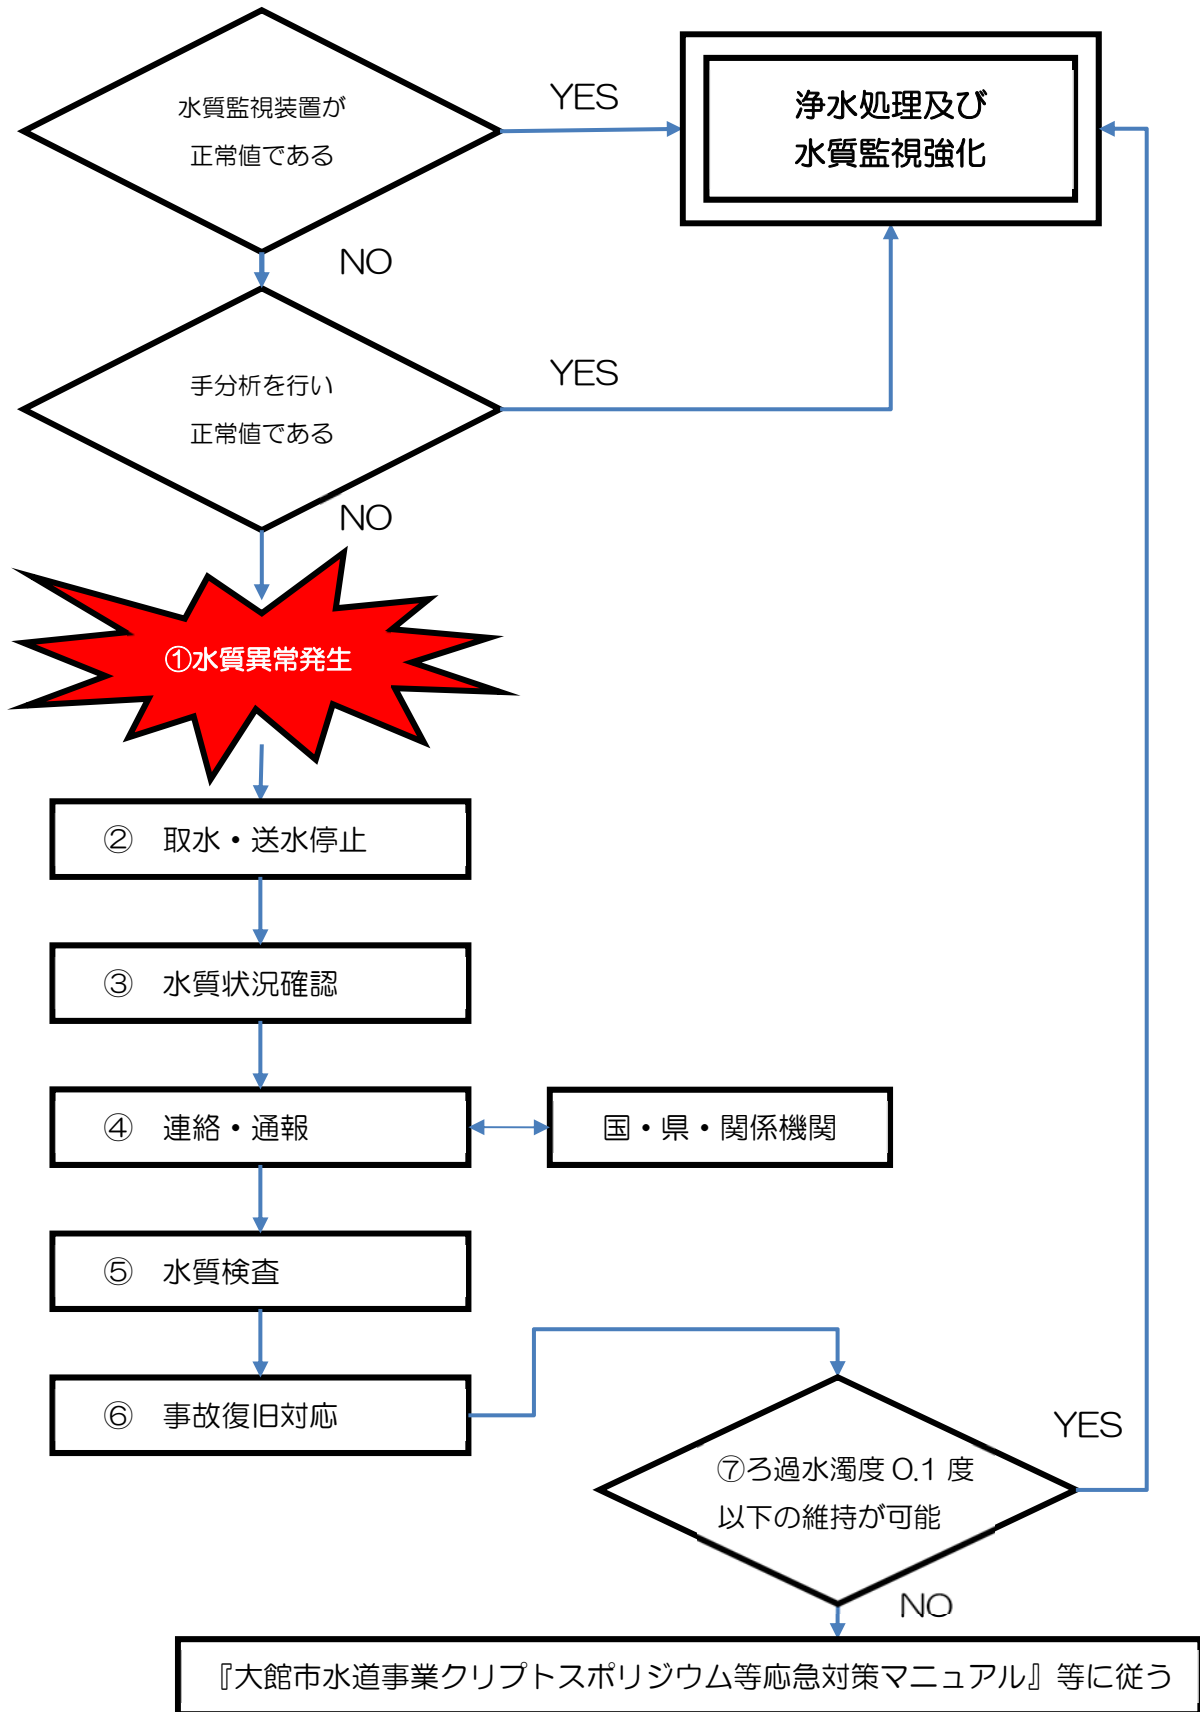 水質監視装置が
正常値である
YES
浄水処理及び
水質監視強化
NO
手分析を行い
正常値である
YES
NO
①水質異常発生
② 取水・送水停止
③ 水質状況確認
④ 連絡・通報
国・県・関係機関
⑤ 水質検査
⑥ 事故復旧対応
YES
⑦ろ過水濁度 0.1 度
以下の維持が可能
NO
『大館市水道事業クリプトスポリジウム等応急対策マニュアル』等に従う